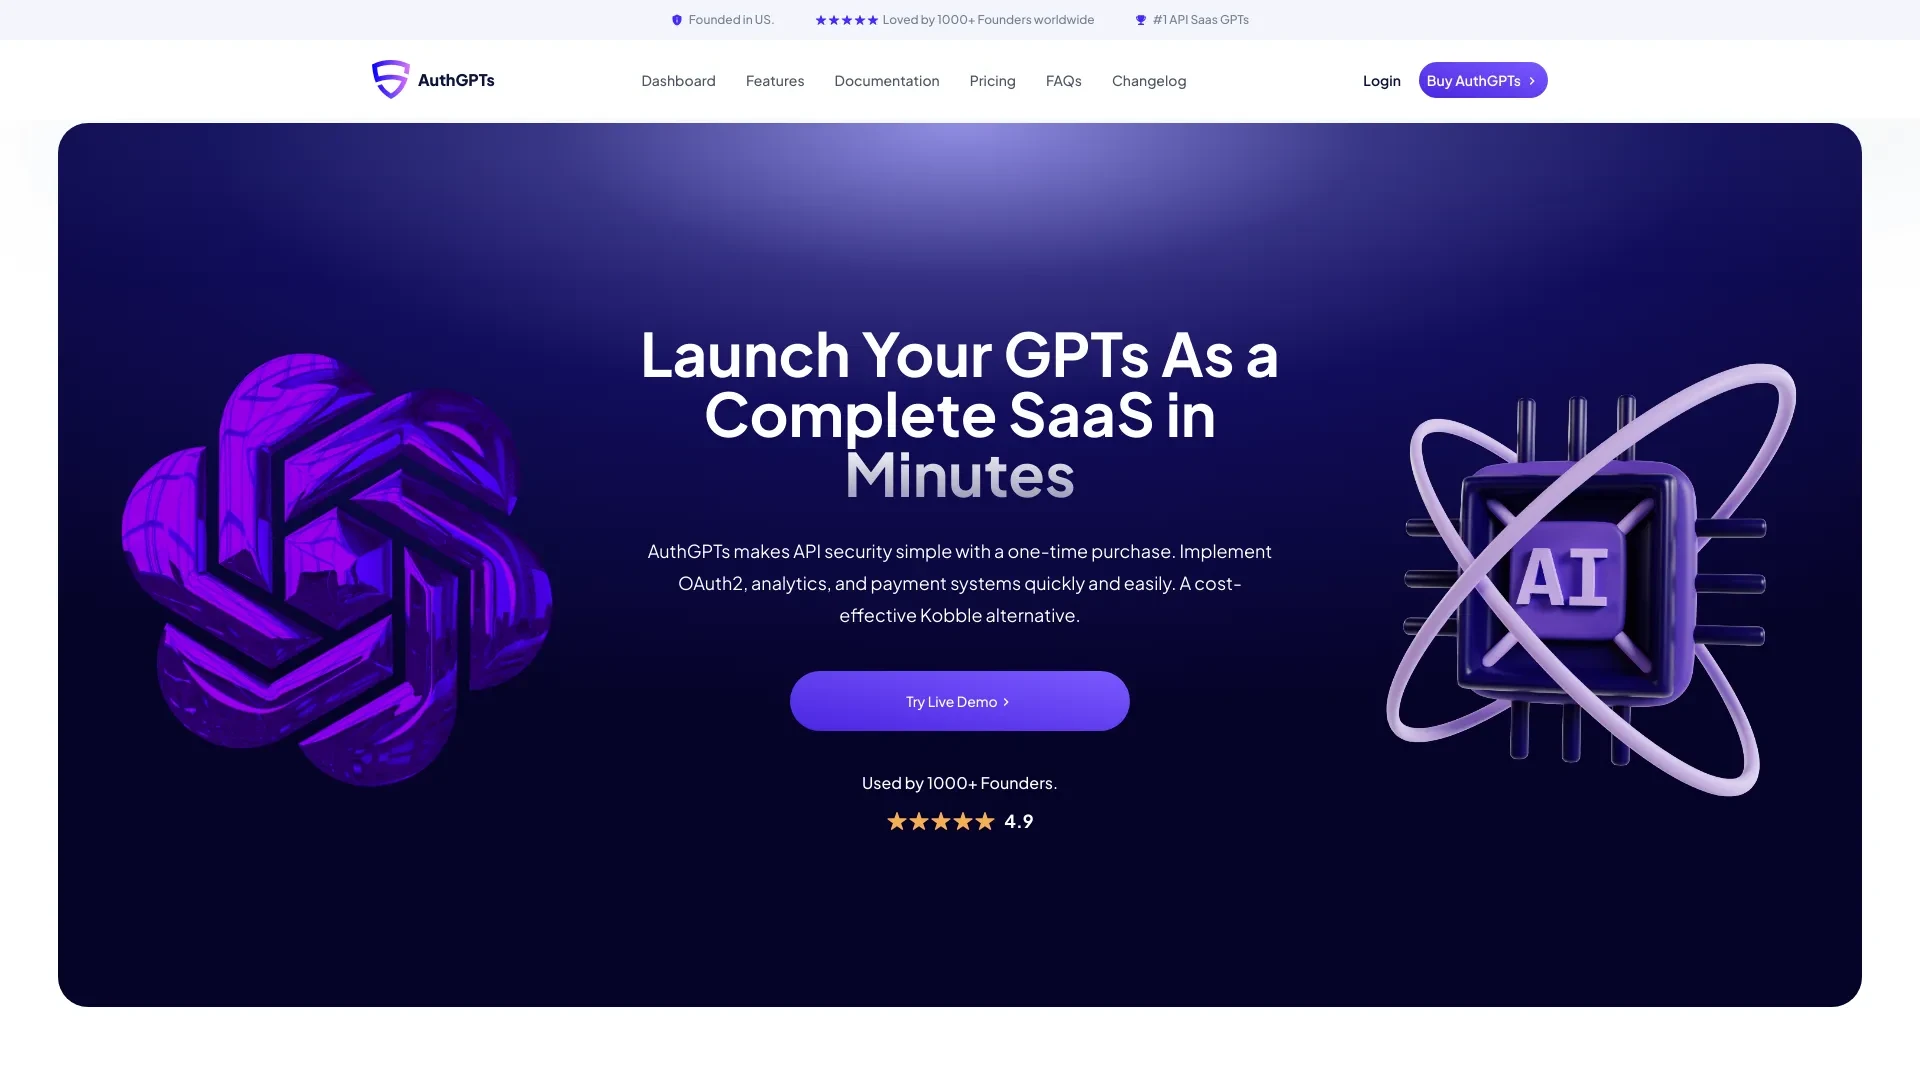 Founded in US.
Loved by 1000+ Founders worldwide
#1 API Saas GPTs
AuthGPTs
Dashboard
Features
Documentation
Pricing
FAQs
Changelog
Login
Buy AuthGPTs
Launch Your GPTs As a
Complete SaaS in
Minutes
AuthGPTs makes API security simple with a one-time purchase. Implement
OAuth2, analytics, and payment systems quickly and easily. A cost-
effective Kobble alternative.
Try Live Demo
Used by 1000+ Founders.
4.9
AI